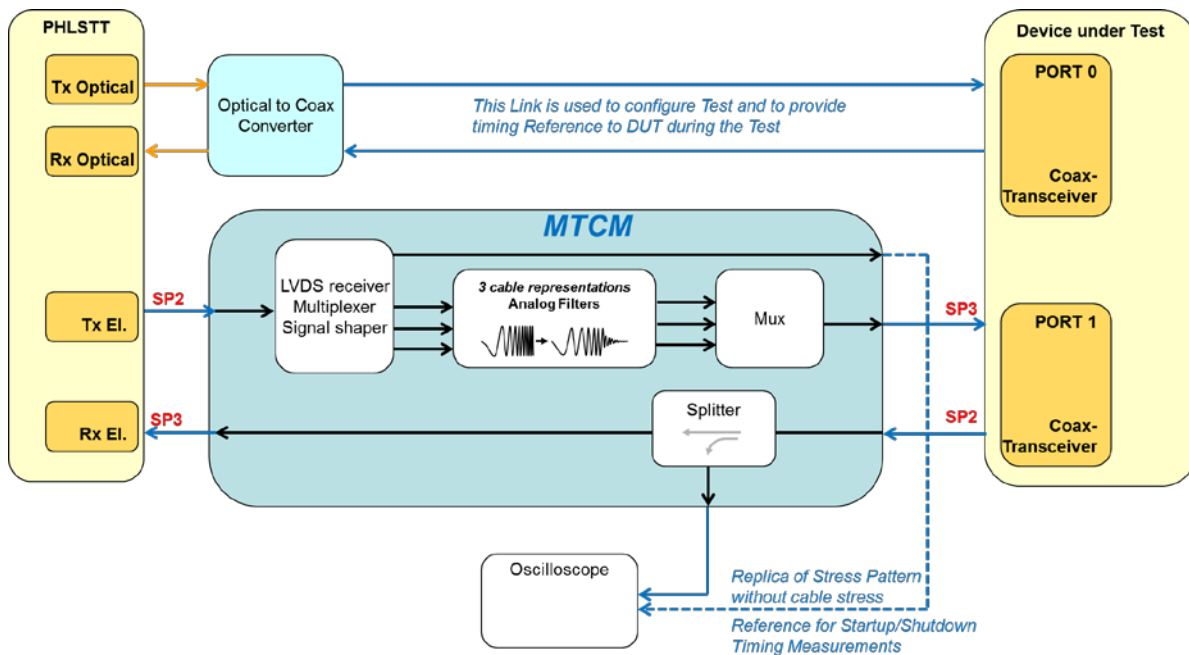 PHLSTT
Tx Optical
Rx Optical
Tx El.
Rx El.
Optical to Coax
Converter
This Link is used to configure Test and to provide
timing Reference to DUT during the Test
Device under Test
PORT 0
Coax-
Transceiver
PORT 1
Coax-
Transceiver
MTCM
SP2
LVDS receiver
Multiplexer
Signal shaper
3 cable representations
Analog Filters
Mux
SP3
SP3
Splitter
SP2
Oscilloscope
Replica of Stress Pattern
without cable stress
Reference for Startup/Shutdown
Timing Measurements